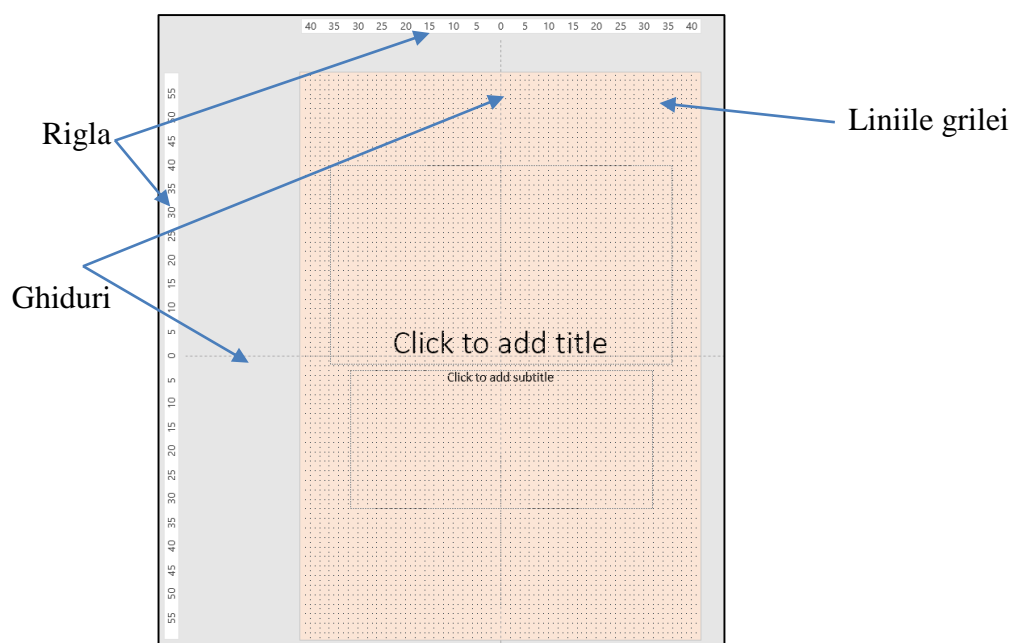 40 35 30 25 20 15 10 5 0 5 10 15 20 25 30 35 40
Rigla
Liniile grilei
Ghiduri
55 50 45 40 35 30 25 20 15 10 5 0 5 10 15 20 25 30 35 40 45 50 55
Click to add title
Click to add subtitle